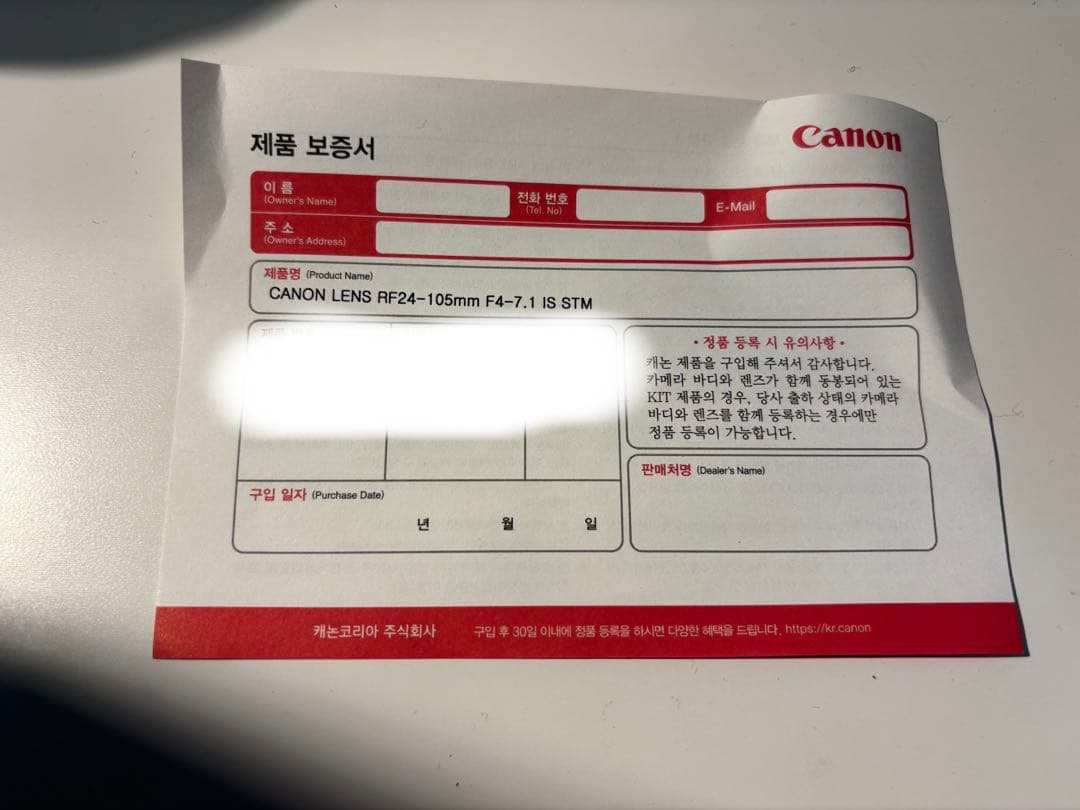 제품 보증서
Canon
이 름
(Owner's Name)
전화 번호
(Tel. No)
E-Mail
주 소
(Owner's Address)
제품명 (Product Name)
CANON LENS RF24-105mm F4-7.1 IS STM
• 정품 등록 시 유의사항 •
캐논 제품을 구입해 주셔서 감사합니다.
카메라 바디와 렌즈가 함께 동봉되어 있는
KIT 제품의 경우, 당사 출하 상태의 카메라
바디와 렌즈를 함께 등록하는 경우에만
정품 등록이 가능합니다.
구입 일자 (Purchase Date)
년 월 일
판매처명 (Dealer's Name)
캐논코리아 주식회사
구입 후 30일 이내에 정품 등록을 하시면 다양한 혜택을 드립니다. https://kr.canon